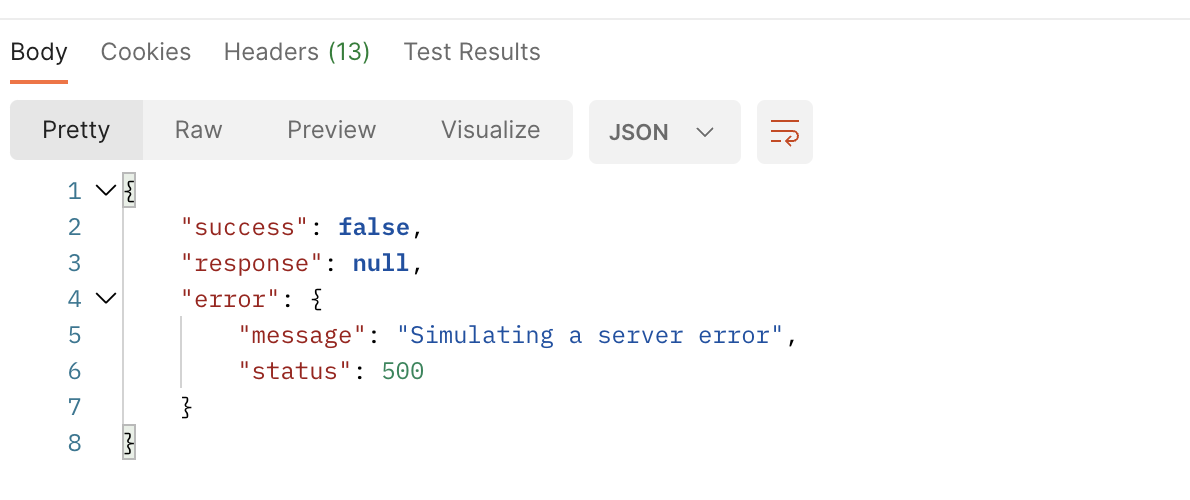 Body Cookies Headers (13) Test Results
Pretty Raw Preview Visualize JSON
1 {
2 "success": false,
3 "response": null,
4 "error": {
5 "message": "Simulating a server error",
6 "status": 500
7 }
8 }